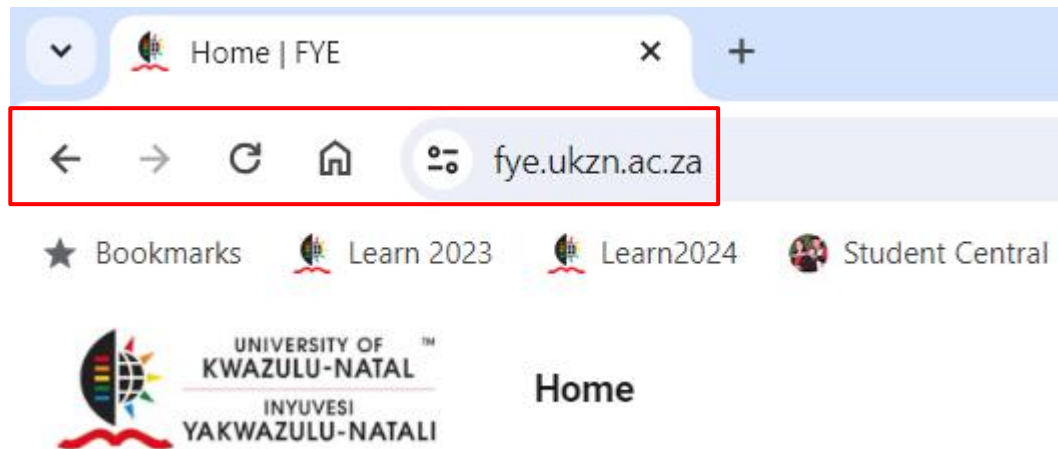 Home | FYE
fye.ukzn.ac.za
Bookmarks Learn 2023 Learn2024 Student Central
UNIVERSITY OF ™
KWAZULU-NATAL
INYUVESI
YAKWAZULU-NATALI
Home